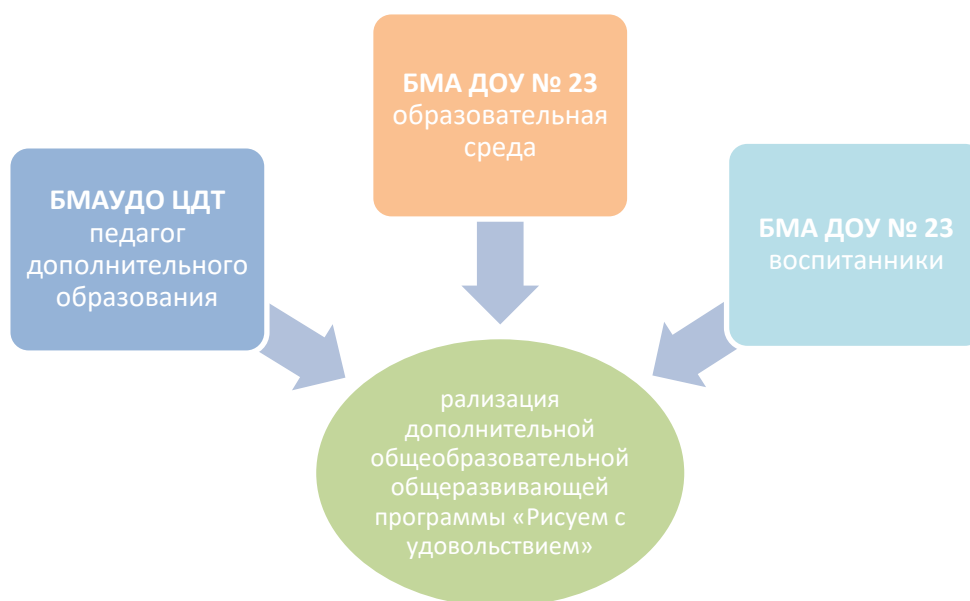 БМА ДОУ № 23
образовательная
среда
БМАУДО ЦДТ
педагог
дополнительного
образования
БМА ДОУ № 23
воспитанники
рализация
дополнительной
общеобразовательной
общеразвивающей
программы «Рисуем с
удовольствием»